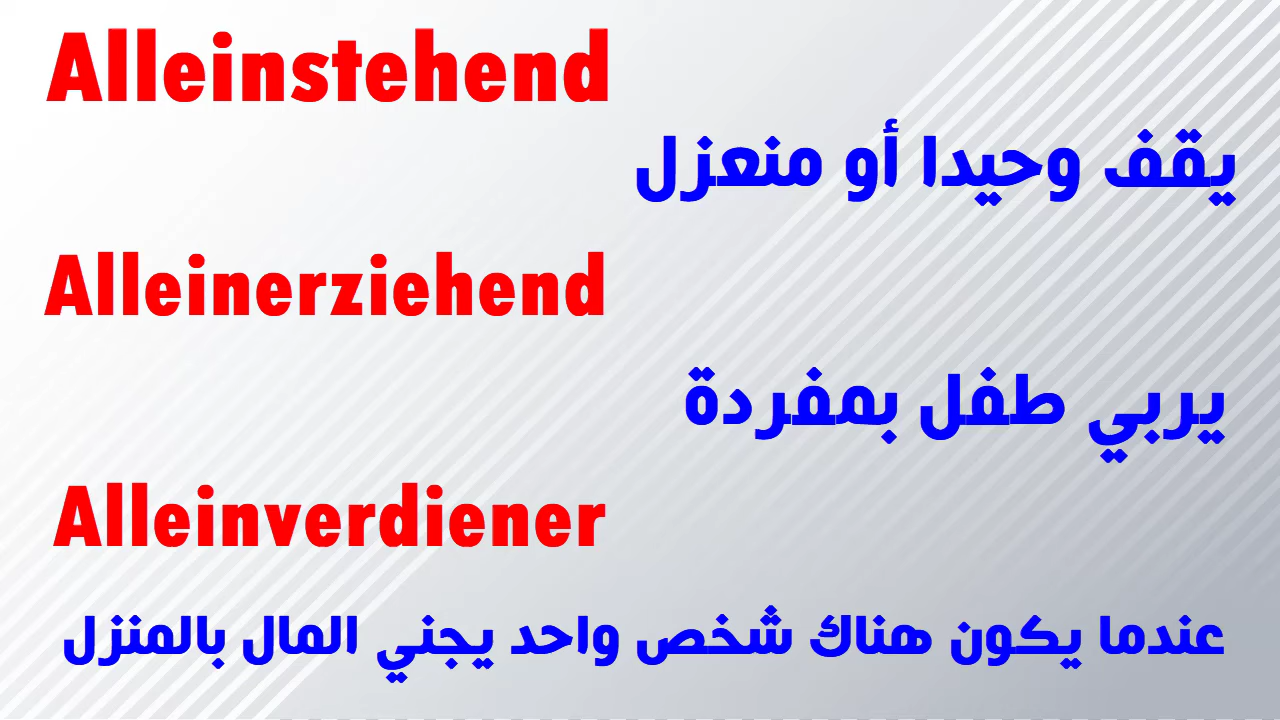 Alleinstehend
يقف وحيدا أو منعزل
Alleinerziehend
يربي طفل بمفردة
Alleinverdiener
عندما يكون هناك شخص واحد يجني المال بالمنزل